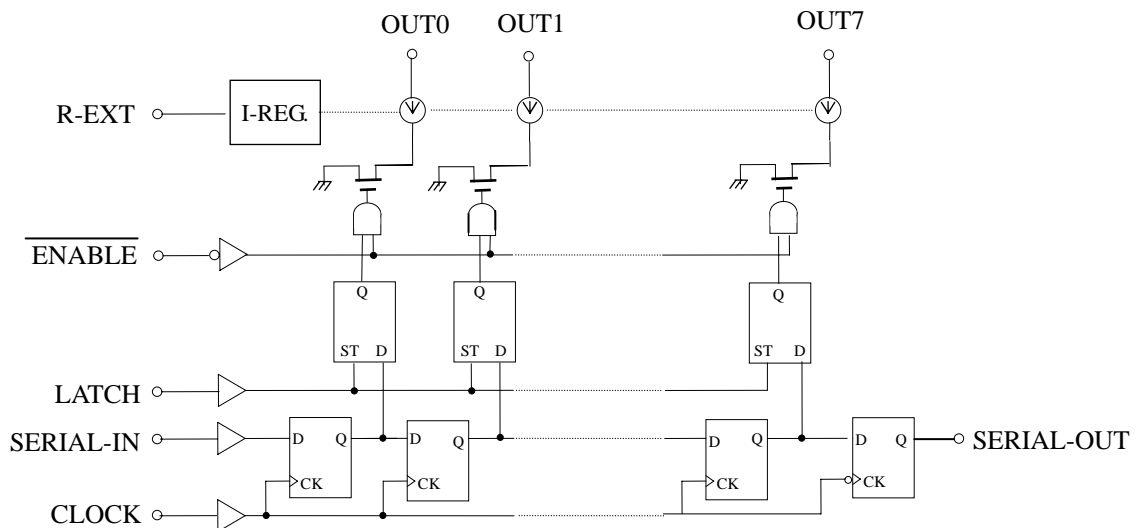 OUT0
OUT1
OUT7
R-EXT
I-REG.
ENABLE
Q
Q
Q
ST D
ST D
ST D
LATCH
SERIAL-IN
D Q
D Q
D Q
D Q
SERIAL-OUT
CK
CK
CK
CK
CLOCK